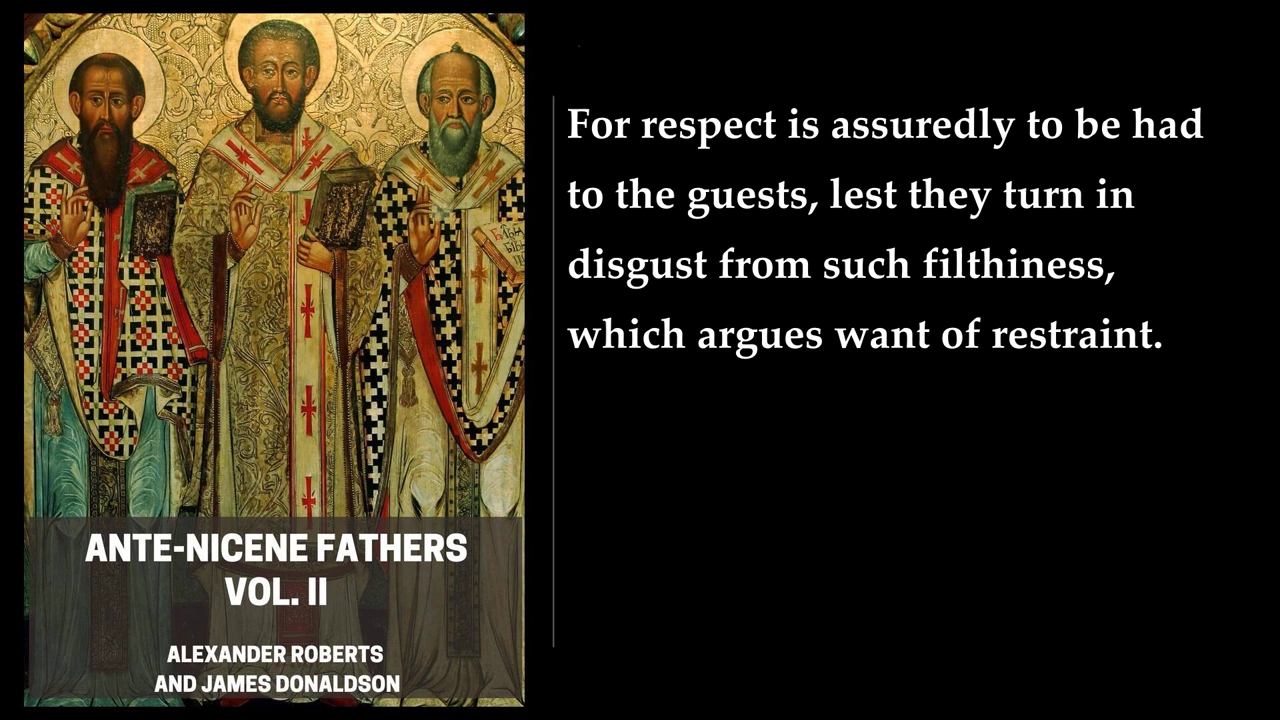 For respect is assuredly to be had
to the guests, lest they turn in
disgust from such filthiness,
which argues want of restraint.
ANTE-NICENE FATHERS
VOL. II
ALEXANDER ROBERTS
AND JAMES DONALDSON